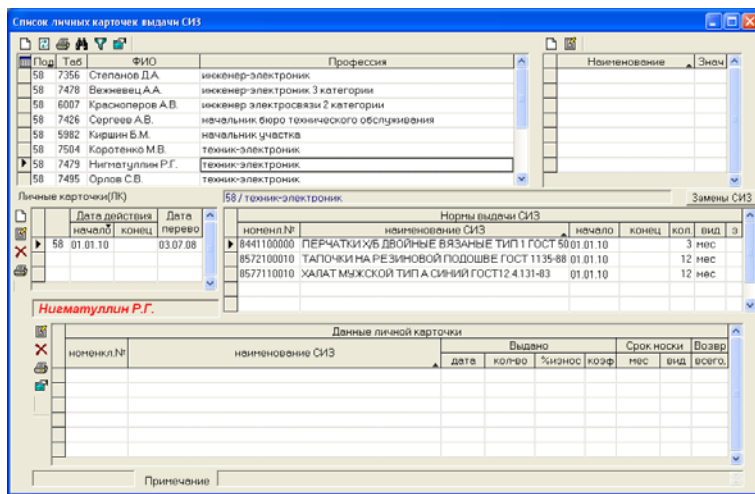 Список личных карточек выдачи СИЗ
Под Таб ФИО Профессия
58 7356 Степанов Д.А. инженер-электроник
58 7478 Вежневец А.А. инженер-электроник 3 категории
58 6007 Красноперов А.В. инженер электросвязи 2 категории
58 7426 Сергеев А.В. начальник бюро технического обслуживания
58 5982 Киршин Б.М. начальник участка
58 7504 Коротенко М.В. техник-электроник
58 7479 Нигматуллин Р.Г. техник-электроник
58 7495 Орлов С.В. техник-электроник
Наименование Знач
Личные карточки(ЛК)
58 / техник-электроник
Замены СИЗ
Дата действия Дата
начало конец перево
58 01.01.10 03.07.08
Нормы выдачи СИЗ
номенл.№ наименование СИЗ начало конец кол вид з
8441100000 ПЕРЧАТКИ Х/Б ДВОЙНЫЕ ВЯЗАНЫЕ ТИП 1 ГОСТ 50 01.01.10 3 мес
8572100010 ТАПОЧКИ НА РЕЗИНОВОЙ ПОДОШВЕ ГОСТ 1135-88 01.01.10 12 мес
8577110010 ХАЛАТ МУЖСКОЙ ТИП А СИНИЙ ГОСТ12.4.131-83 01.01.10 12 мес
Нигматуллин Р.Г.
Данные личной карточки
номенкл.№ наименование СИЗ Выдано Срок носки Возвр
дата кол-во %износ коэф мес вид всего,
Примечание